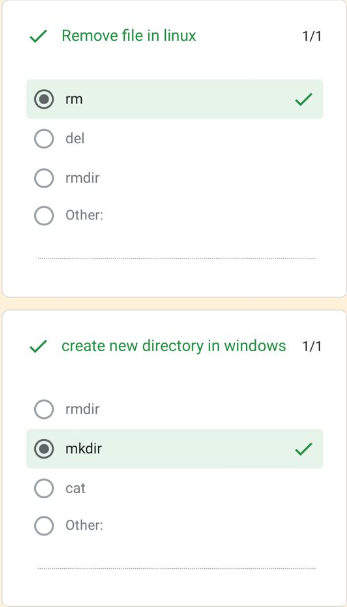 Remove file in linux 1/1
rm
del
rmdir
Other:
create new directory in windows 1/1
rmdir
mkdir
cat
Other: